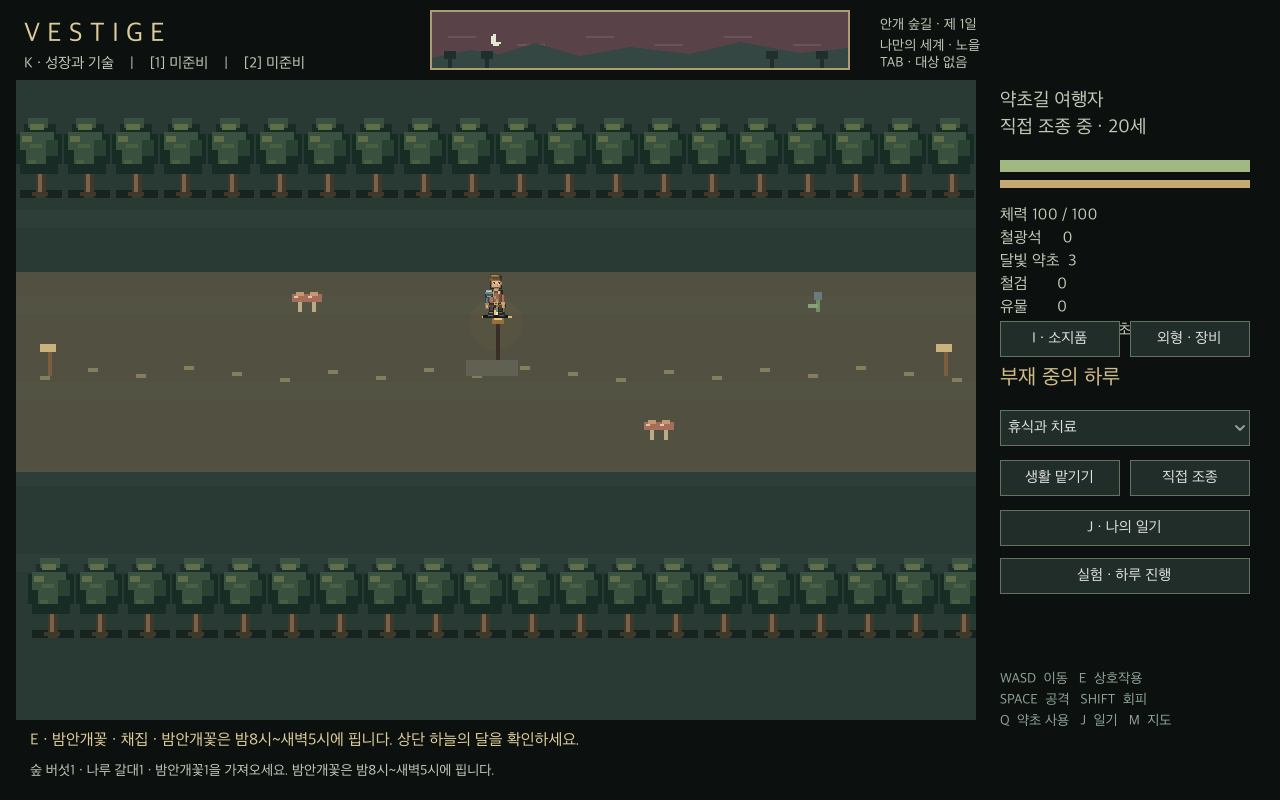 VESTIGE
K · 성장과 기술 | [1] 미준비 | [2] 미준비
안개 숲길 · 제 1일
나만의 세계 · 노을
TAB · 대상 없음
약초길 여행자
직접 조종 중 · 20세
체력 100 / 100
철광석 0
달빛 약초 3
철검 0
유물 0
초
I · 소지품
외형 · 장비
부재 중의 하루
휴식과 치료
생활 맡기기
직접 조종
J · 나의 일기
실험 · 하루 진행
WASD 이동 E 상호작용
SPACE 공격 SHIFT 회피
Q 약초 사용 J 일기 M 지도
E · 밤안개꽃 · 채집 · 밤안개꽃은 밤8시~새벽5시에 핍니다. 상단 하늘의 달을 확인하세요.
숲 버섯1 · 나루 갈대1 · 밤안개꽃1을 가져오세요. 밤안개꽃은 밤8시~새벽5시에 핍니다.